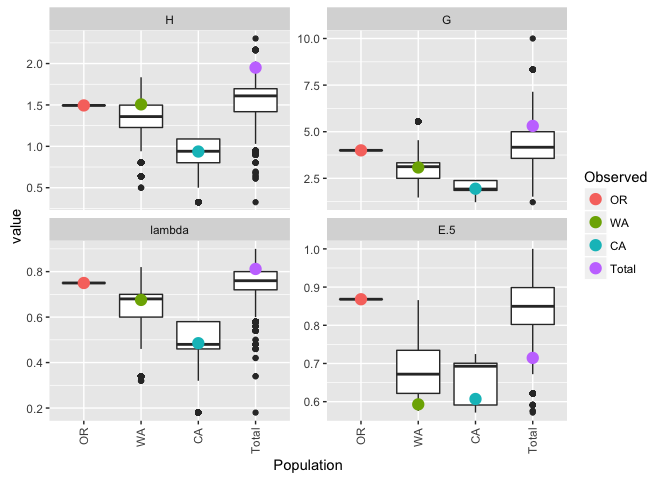 H
G
value
2.0
1.5
1.0
0.5
10.0
7.5
5.0
2.5
lambda
E.5
0.8
0.6
0.4
0.2
1.0
0.9
0.8
0.7
0.6
OR
WA
CA
Total
OR
WA
CA
Total
Population
Observed
OR
WA
CA
Total